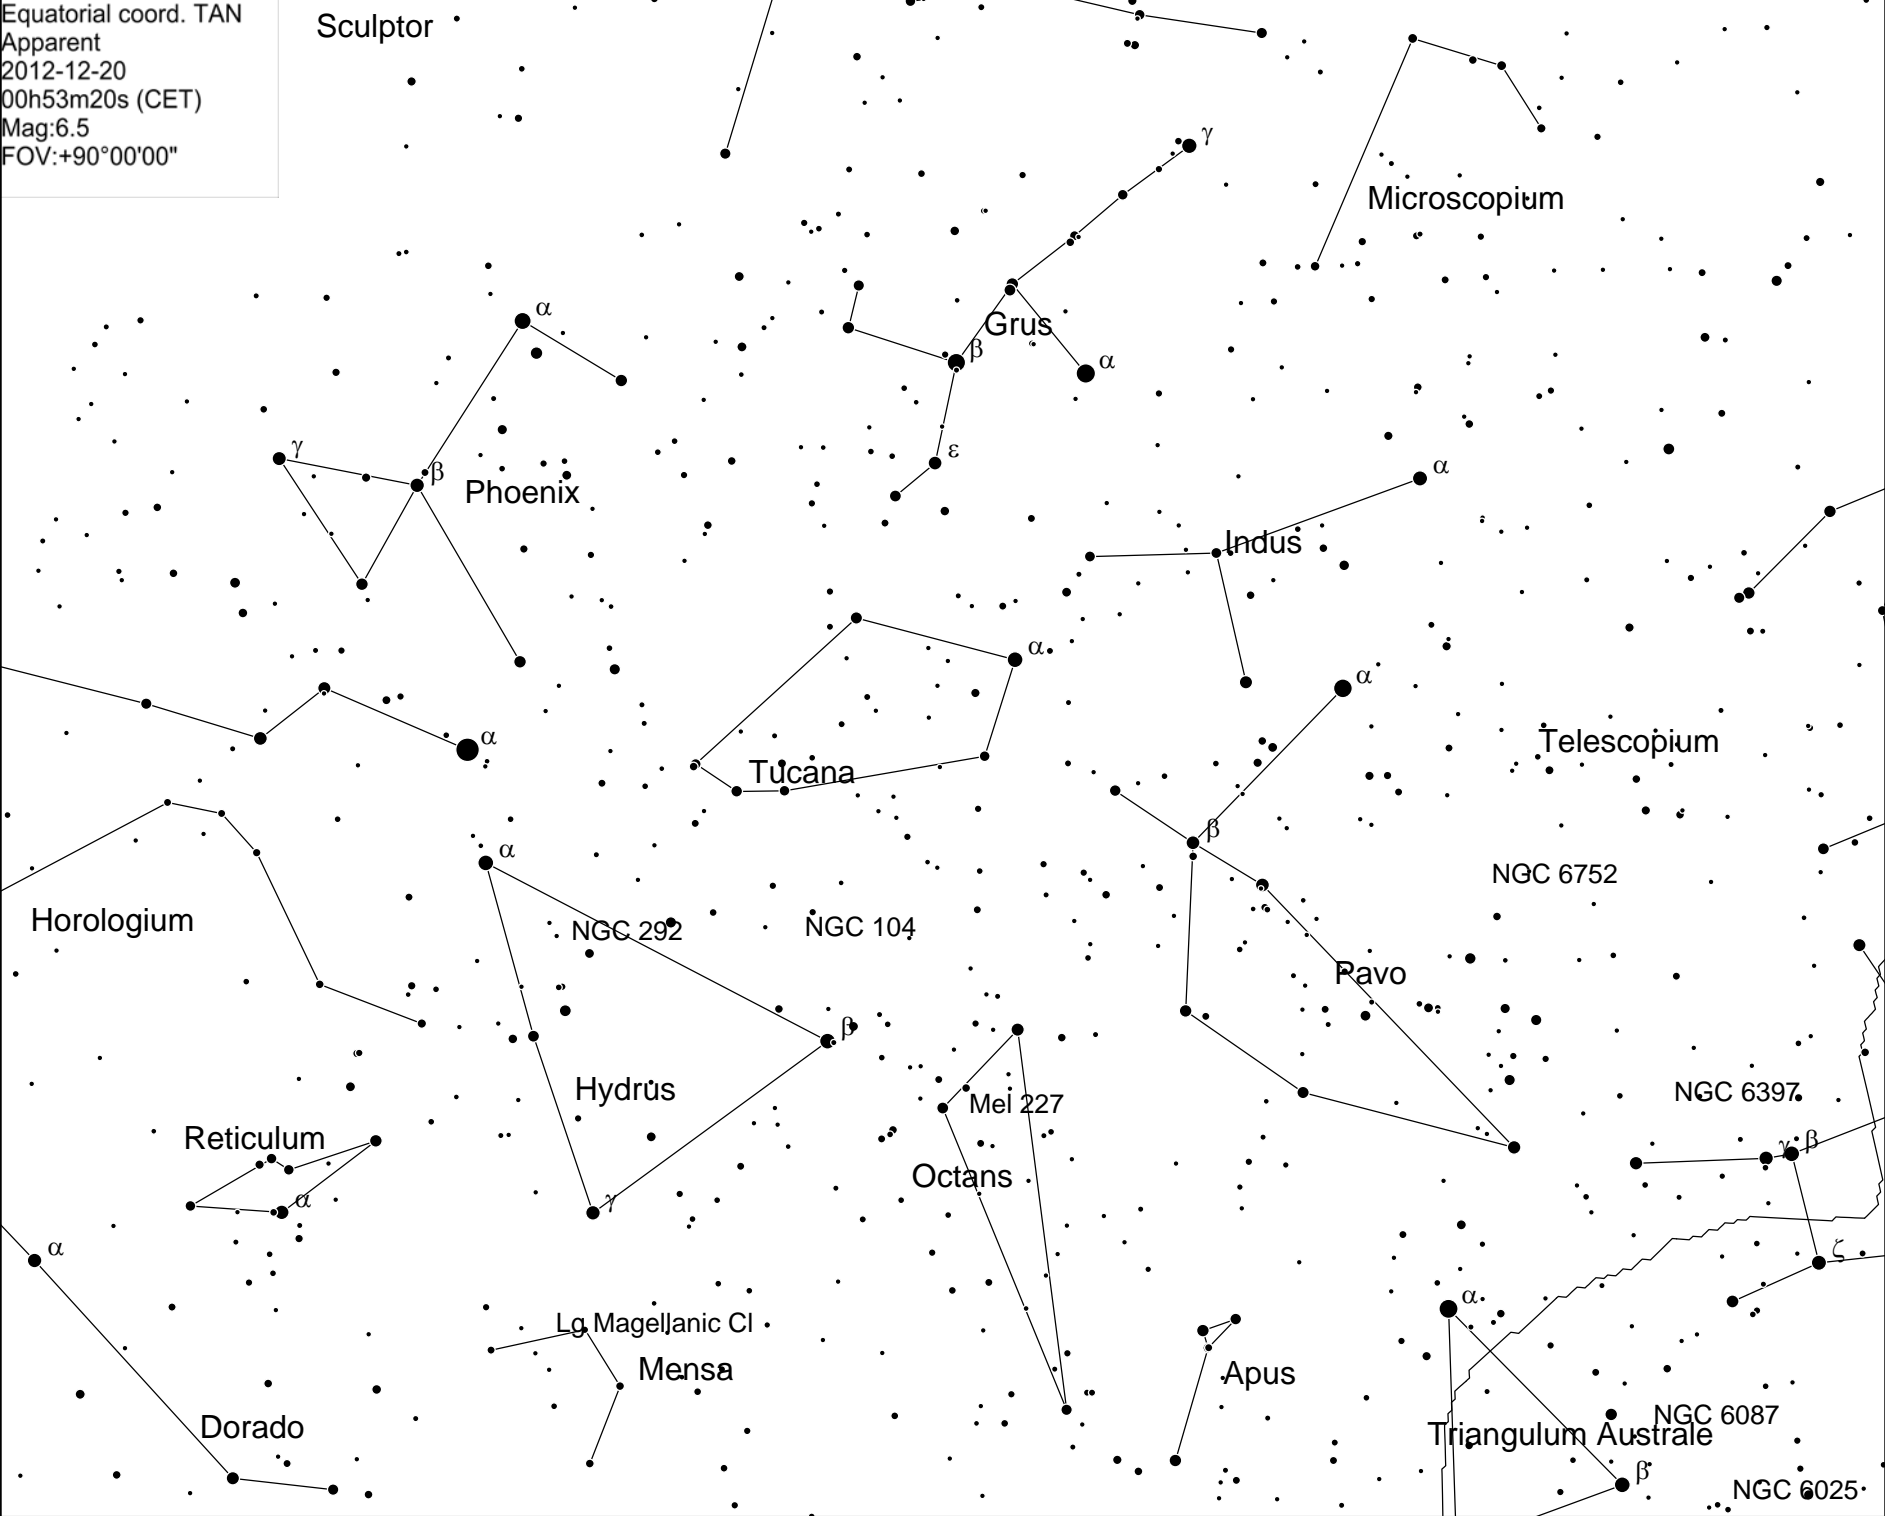 Equatorial coord. TAN
Apparent
2012-12-20
00h53m20s (CET)
Mag:6.5
FOV:+90°00'00"
Sculptor
γ
Microscopium
α
Grus
β
α
γ
β
Phoenix
ε
α
Indus
α
α
α
Telescopium
Tucana
β
α
NGC 6752
Horologium
NGC 292
NGC 104
Pavo
β
Hydrus
Mel 227
NGC 6397
Reticulum
γ β
Octans
α
γ
α
ζ
α
Lg Magellanic Cl
Mensa
Apus
Dorado
NGC 6087
Triangulum Australe
β
NGC 6025